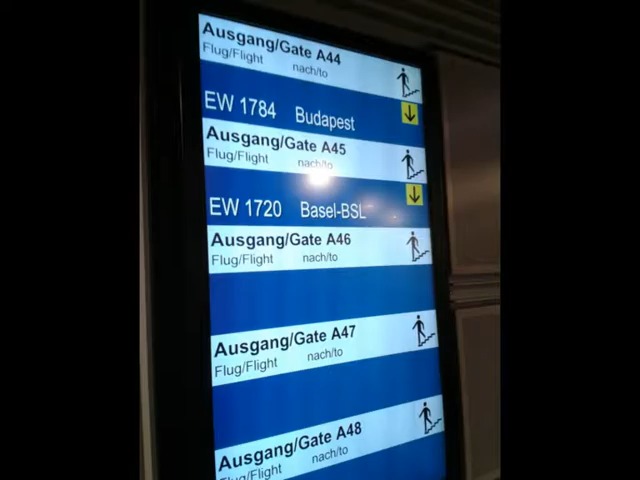 Ausgang/Gate A44
Flug/Flight nach/to
EW 1784 Budapest
Ausgang/Gate A45
Flug/Flight nach/to
EW 1720 Basel-BSL
Ausgang/Gate A46
Flug/Flight nach/to
Ausgang/Gate A47
Flug/Flight nach/to
Ausgang/Gate A48
Flug/Flight nach/to